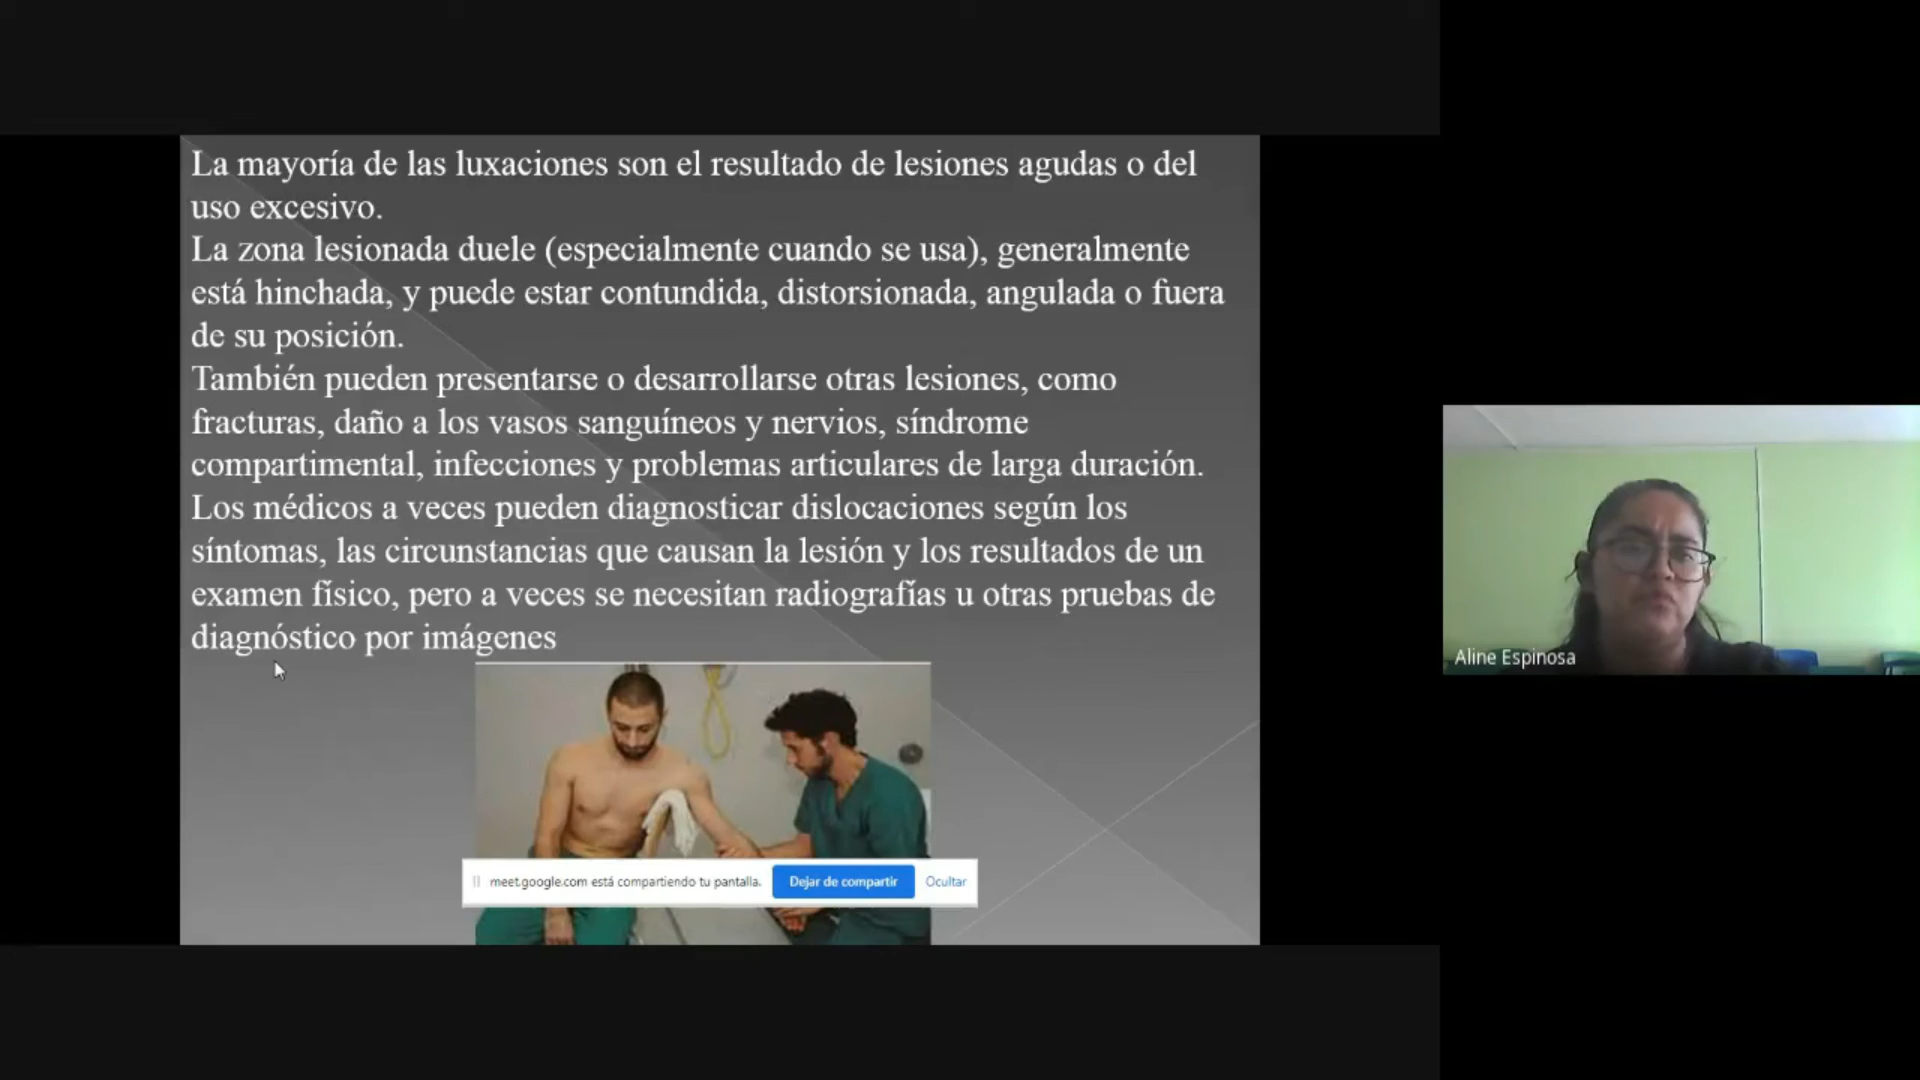 La mayoría de las luxaciones son el resultado de lesiones agudas o del
uso excesivo.
La zona lesionada duele (especialmente cuando se usa), generalmente
está hinchada, y puede estar contundida, distorsionada, angulada o fuera
de su posición.
También pueden presentarse o desarrollarse otras lesiones, como
fracturas, daño a los vasos sanguíneos y nervios, síndrome
compartimental, infecciones y problemas articulares de larga duración.
Los médicos a veces pueden diagnosticar dislocaciones según los
síntomas, las circunstancias que causan la lesión y los resultados de un
examen físico, pero a veces se necesitan radiografías u otras pruebas de
diagnóstico por imágenes
meet.google.com está compartiendo tu pantalla. Dejar de compartir Ocultar
Aline Espinosa